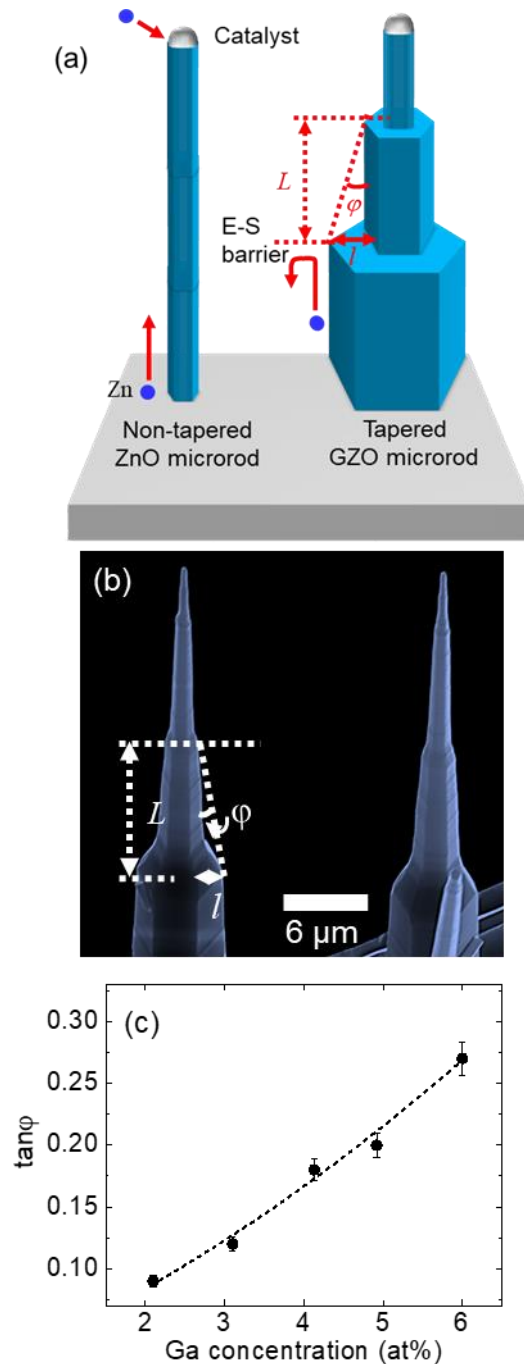 (a)
Catalyst
L
φ
E-S
barrier
l
Zn
Non-tapered
ZnO microrod
Tapered
GZO microrod
(b)
L
φ
l
6 μm
(c)
tanφ
0.30
0.25
0.20
0.15
0.10
2 3 4 5 6
Ga concentration (at%)